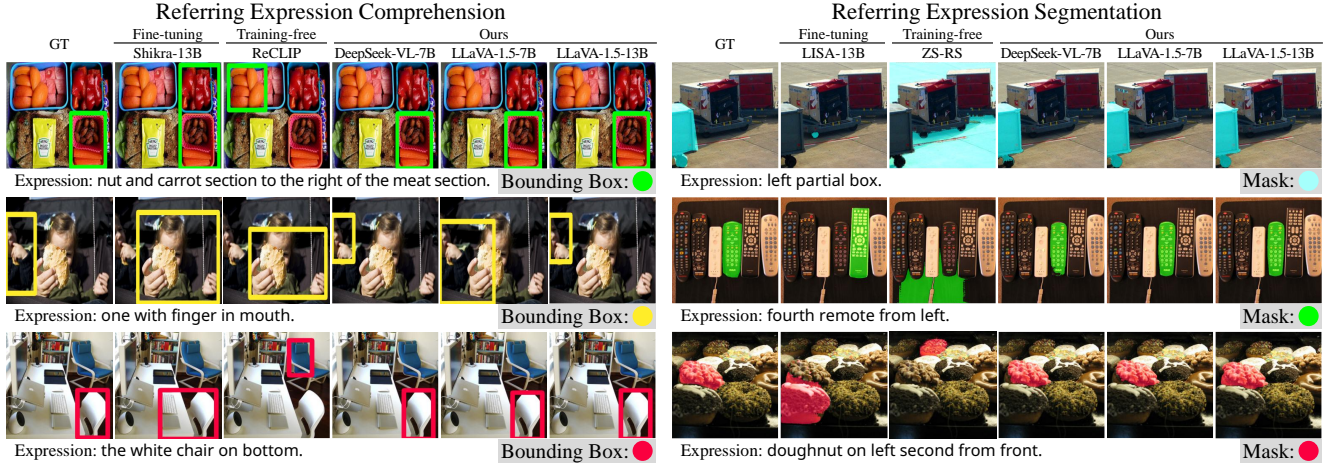 Referring Expression Comprehension
GT
Fine-tuning
Training-free
Ours
Shikra-13B
ReCLIP
DeepSeek-VL-7B
LLaVA-1.5-7B
LLaVA-1.5-13B
Expression: nut and carrot section to the right of the meat section.
Bounding Box:
Expression: one with finger in mouth.
Bounding Box:
Expression: the white chair on bottom.
Bounding Box:
Referring Expression Segmentation
GT
Fine-tuning
Training-free
Ours
LISA-13B
ZS-RS
DeepSeek-VL-7B
LLaVA-1.5-7B
LLaVA-1.5-13B
Expression: left partial box.
Mask:
Expression: fourth remote from left.
Mask:
Expression: doughnut on left second from front.
Mask: